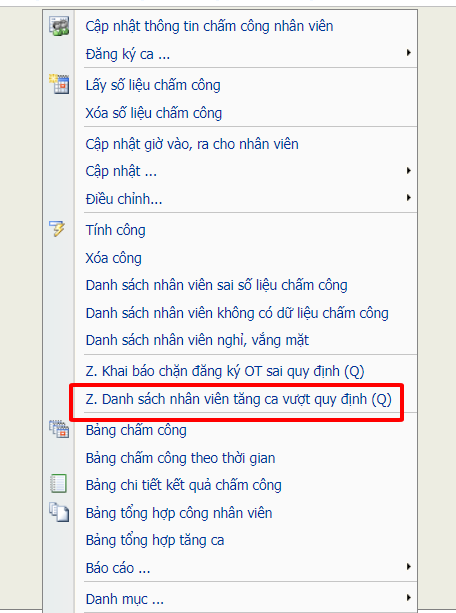 Cập nhật thông tin chấm công nhân viên
Đăng ký ca ...
Lấy số liệu chấm công
Xóa số liệu chấm công
Cập nhật giờ vào, ra cho nhân viên
Cập nhật ...
Điều chỉnh...
Tính công
Xóa công
Danh sách nhân viên sai số liệu chấm công
Danh sách nhân viên không có dữ liệu chấm công
Danh sách nhân viên nghỉ, vắng mặt
Z. Khai báo chặn đăng ký OT sai quy định (Q)
Z. Danh sách nhân viên tăng ca vượt quy định (Q)
Bảng chấm công
Bảng chấm công theo thời gian
Bảng chi tiết kết quả chấm công
Bảng tổng hợp công nhân viên
Bảng tổng hợp tăng ca
Báo cáo ...
Danh mục ...